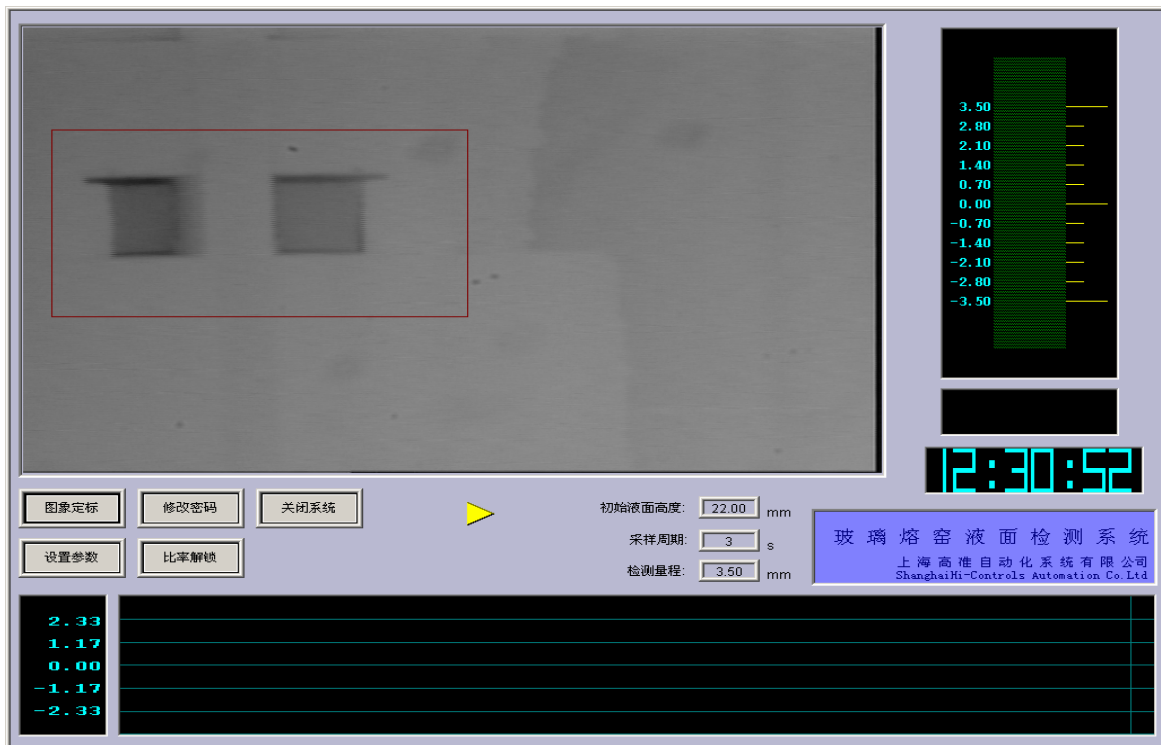 3.50
2.80
2.10
1.40
0.70
0.00
-0.70
-1.40
-2.10
-2.80
-3.50
12:30:52
图象定标
修改密码
关闭系统
设置参数
比率解锁
初始液面高度: 22.00 mm
采样周期: 3 s
检测量程: 3.50 mm
玻璃熔窑液面检测系统
上海高准自动化系统有限公司
ShanghaiHi-Controls Automation Co.Ltd
2.33
1.17
0.00
-1.17
-2.33